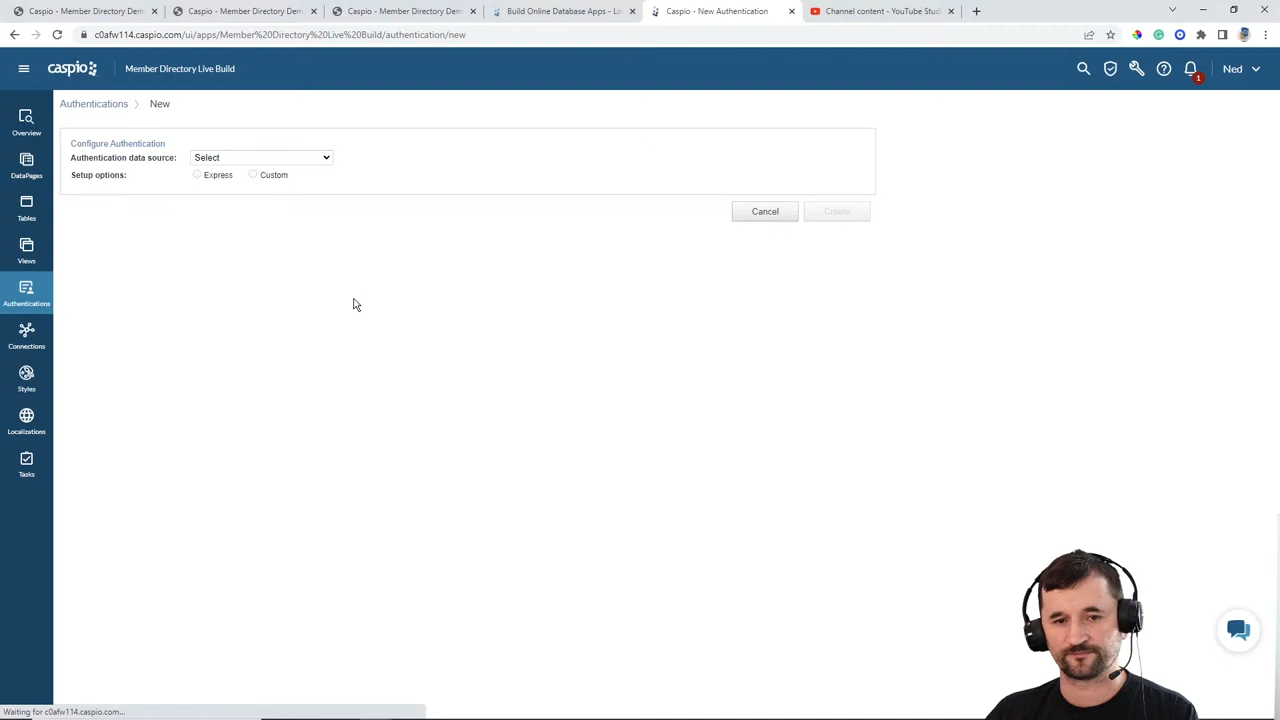 Caspio - Member Directory Dem
Caspio - Member Directory Dem
Caspio - Member Directory Dem
Build Online Database Apps - Lo
Caspio - New Authentication
Channel content - YouTube Stud
c0afw114.caspio.com/ui/apps/Member%20Directory%20Live%20Build/authentication/new
caspio
Member Directory Live Build
1
Ned
Overview
DataPages
Tables
Views
Authentications
Connections
Styles
Localizations
Tasks
Authentications
New
Configure Authentication
Authentication data source:
Select
Setup options:
Express
Custom
Cancel
Create
Waiting for c0afw114.caspio.com...